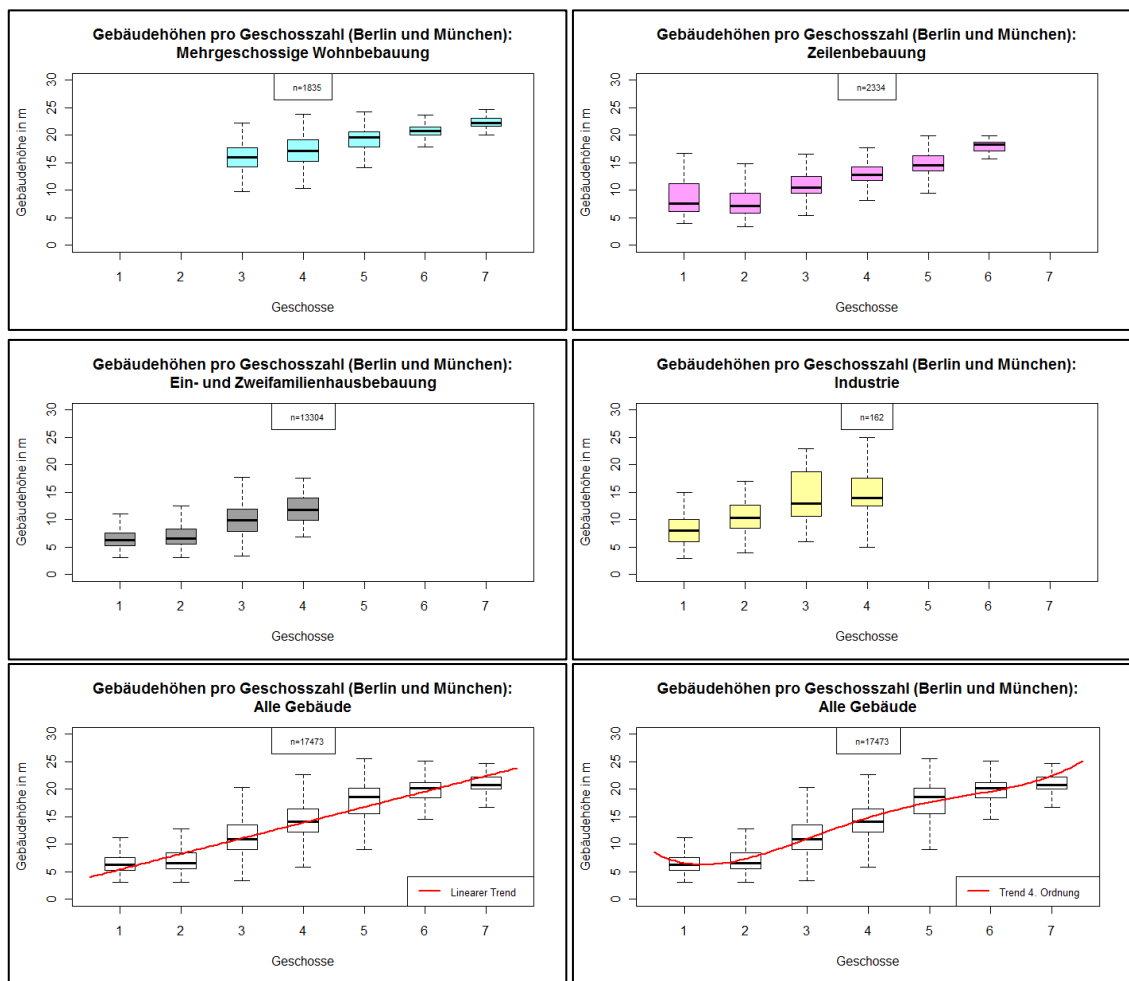 Gebäudehöhen pro Geschosszahl (Berlin und München):
Mehrgeschossige Wohnbebauung
n=1835
Gebäudehöhe in m
30
25
20
15
10
5
0
1 2 3 4 5 6 7
Geschosse
Gebäudehöhen pro Geschosszahl (Berlin und München):
Zeilenbebauung
n=2334
Gebäudehöhe in m
30
25
20
15
10
5
0
1 2 3 4 5 6 7
Geschosse
Gebäudehöhen pro Geschosszahl (Berlin und München):
Ein- und Zweifamilienhausbebauung
n=13304
Gebäudehöhe in m
30
25
20
15
10
5
0
1 2 3 4 5 6 7
Geschosse
Gebäudehöhen pro Geschosszahl (Berlin und München):
Industrie
n=162
Gebäudehöhe in m
30
25
20
15
10
5
0
1 2 3 4 5 6 7
Geschosse
Gebäudehöhen pro Geschosszahl (Berlin und München):
Alle Gebäude
n=17473
Gebäudehöhe in m
30
25
20
15
10
5
0
Linearer Trend
1 2 3 4 5 6 7
Geschosse
Gebäudehöhen pro Geschosszahl (Berlin und München):
Alle Gebäude
n=17473
Gebäudehöhe in m
30
25
20
15
10
5
0
Trend 4. Ordnung
1 2 3 4 5 6 7
Geschosse